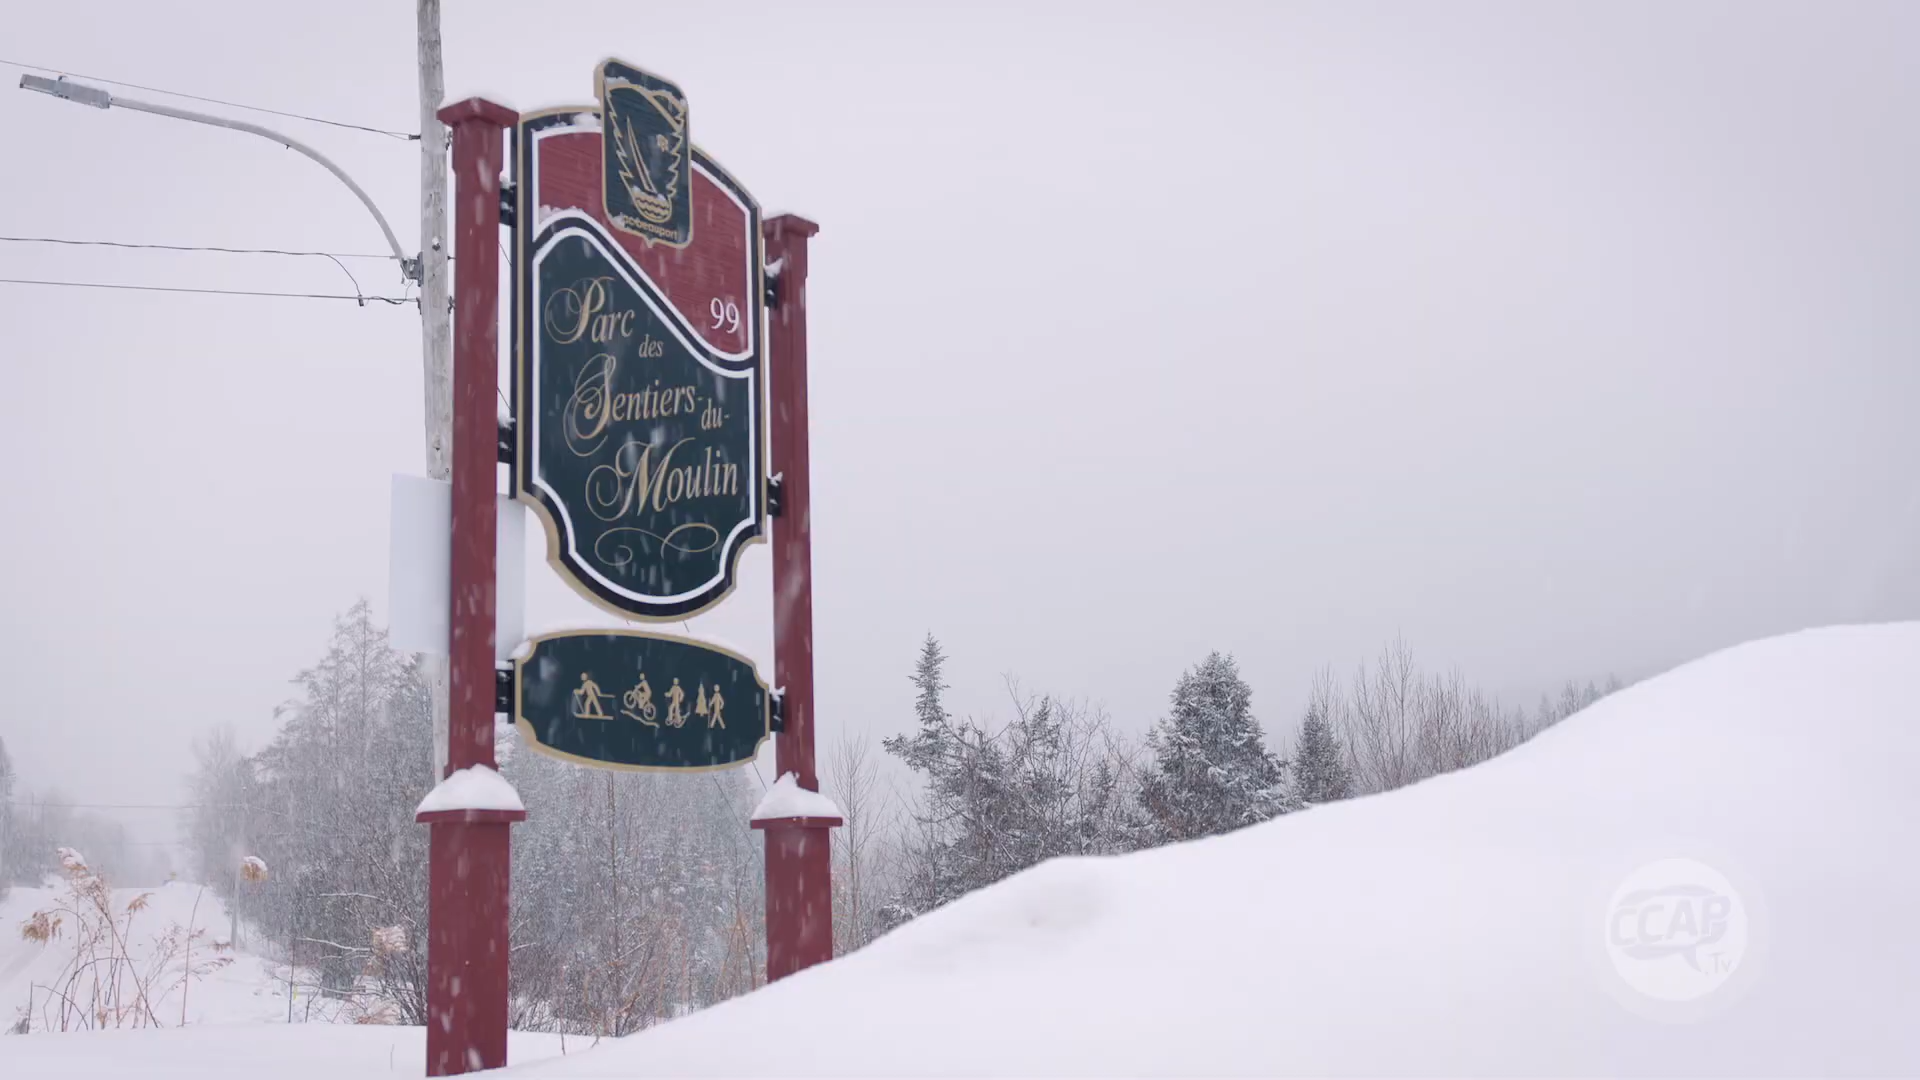 99
Parc
des
Sentiers-
du-
Moulin
CCAP
.Tv